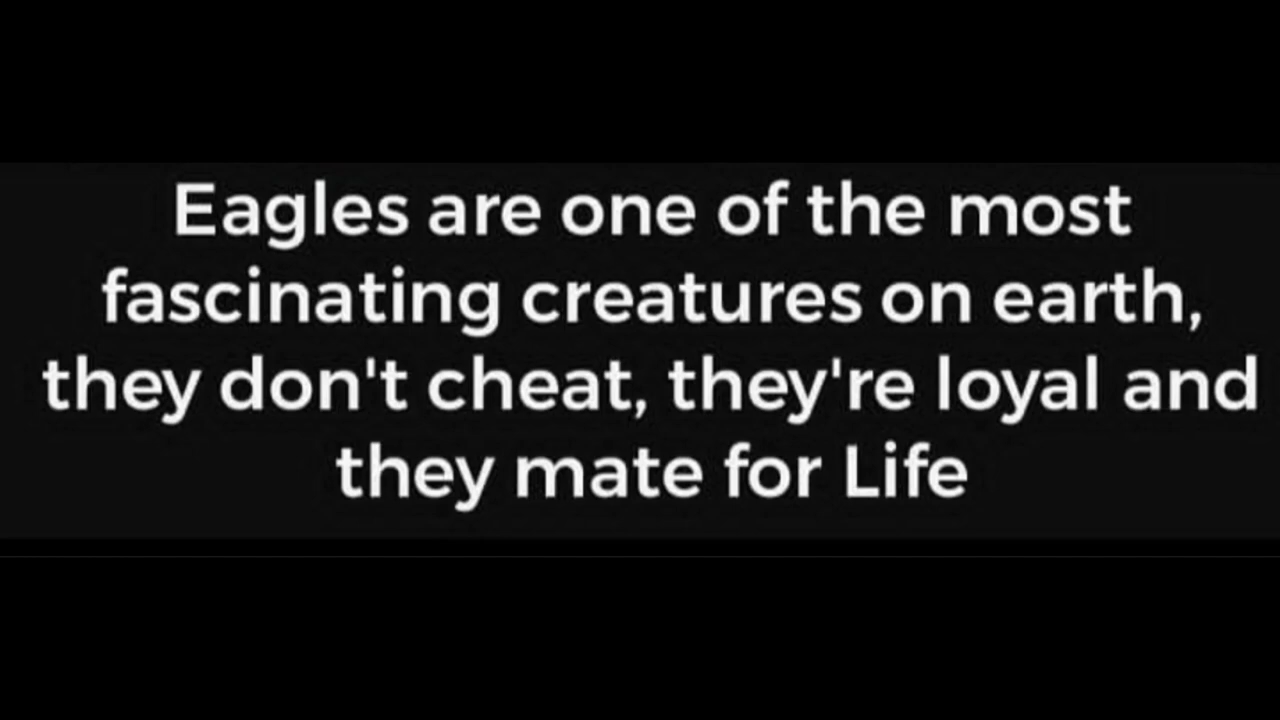 Eagles are one of the most
fascinating creatures on earth,
they don't cheat, they're loyal and
they mate for Life